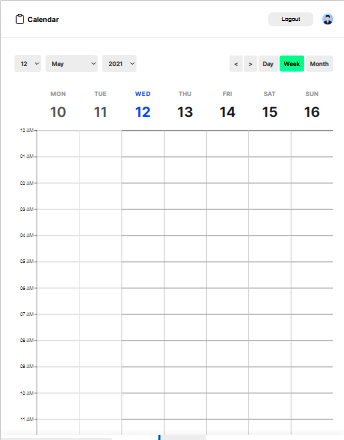 Calendar
Logout
12 May 2021
< > Day Week Month
MON TUE WED THU FRI SAT SUN
10 11 12 13 14 15 16
12 AM
01 AM
02 AM
03 AM
04 AM
05 AM
06 AM
07 AM
08 AM
09 AM
10 AM
11 AM